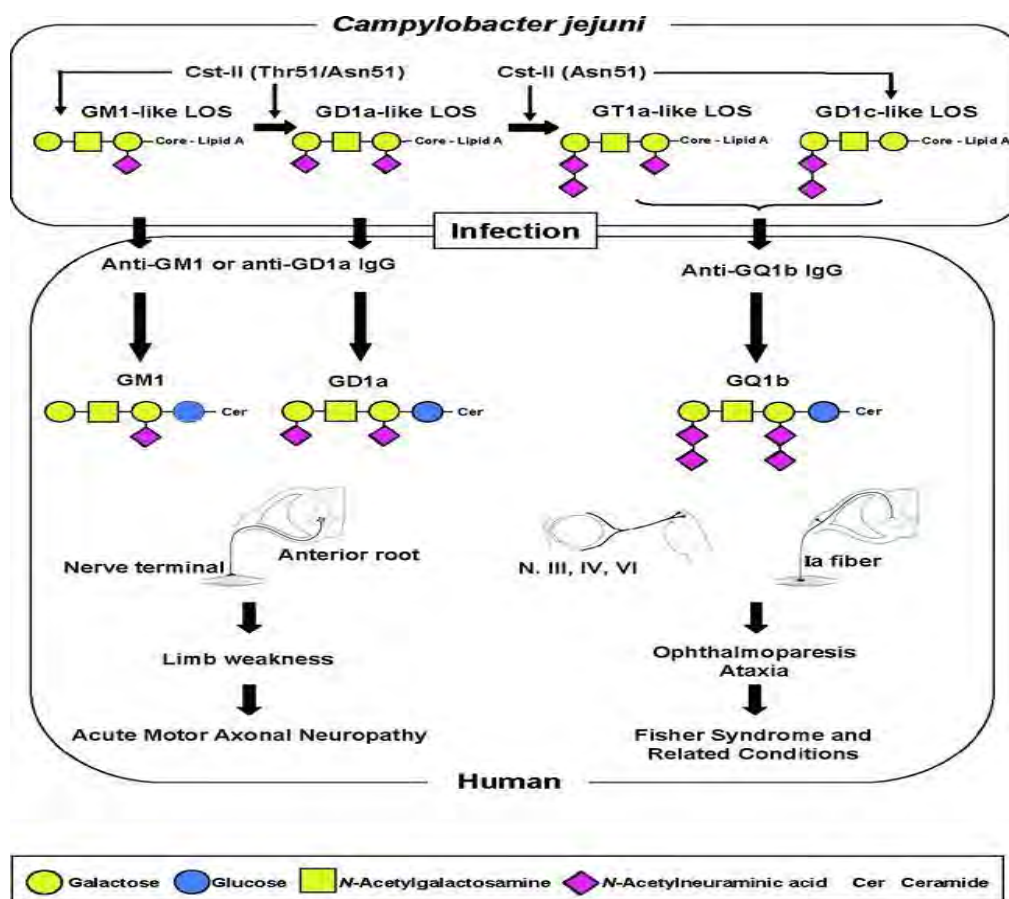 Campylobacter jejuni
Cst-II (Thr51/Asn51) Cst-II (Asn51)
GM1-like LOS GD1a-like LOS GT1a-like LOS GD1c-like LOS
Core - Lipid A Core - Lipid A Core - Lipid A Core - Lipid A
Infection
Anti-GM1 or anti-GD1a IgG Anti-GQ1b IgG
GM1 GD1a GQ1b
Cer Cer Cer
Nerve terminal Anterior root N. III, IV, VI Ia fiber
Limb weakness Ophthalmoparesis
Ataxia
Acute Motor Axonal Neuropathy Fisher Syndrome and
Related Conditions
Human
Galactose Glucose N-Acetylgalactosamine N-Acetylneuraminic acid Cer Ceramide